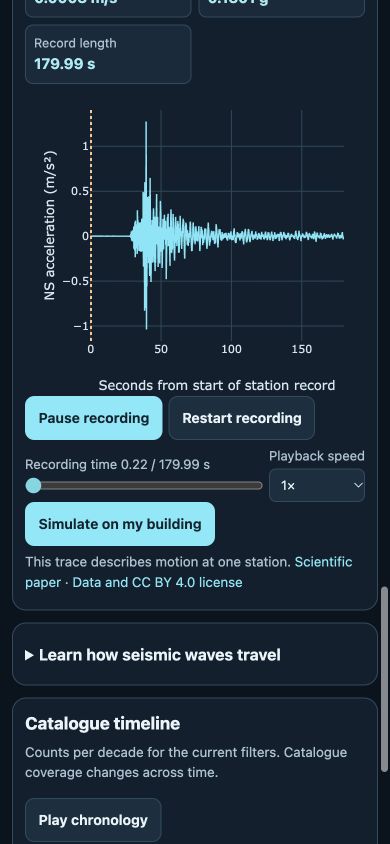 Record length
179.99 s
NS acceleration (m/s²)
1
0.5
0
−0.5
−1
0 50 100 150
Seconds from start of station record
Pause recording Restart recording
Recording time 0.22 / 179.99 s
Playback speed
1×
Simulate on my building
This trace describes motion at one station. Scientific
paper · Data and CC BY 4.0 license
Learn how seismic waves travel
Catalogue timeline
Counts per decade for the current filters. Catalogue
coverage changes across time.
Play chronology